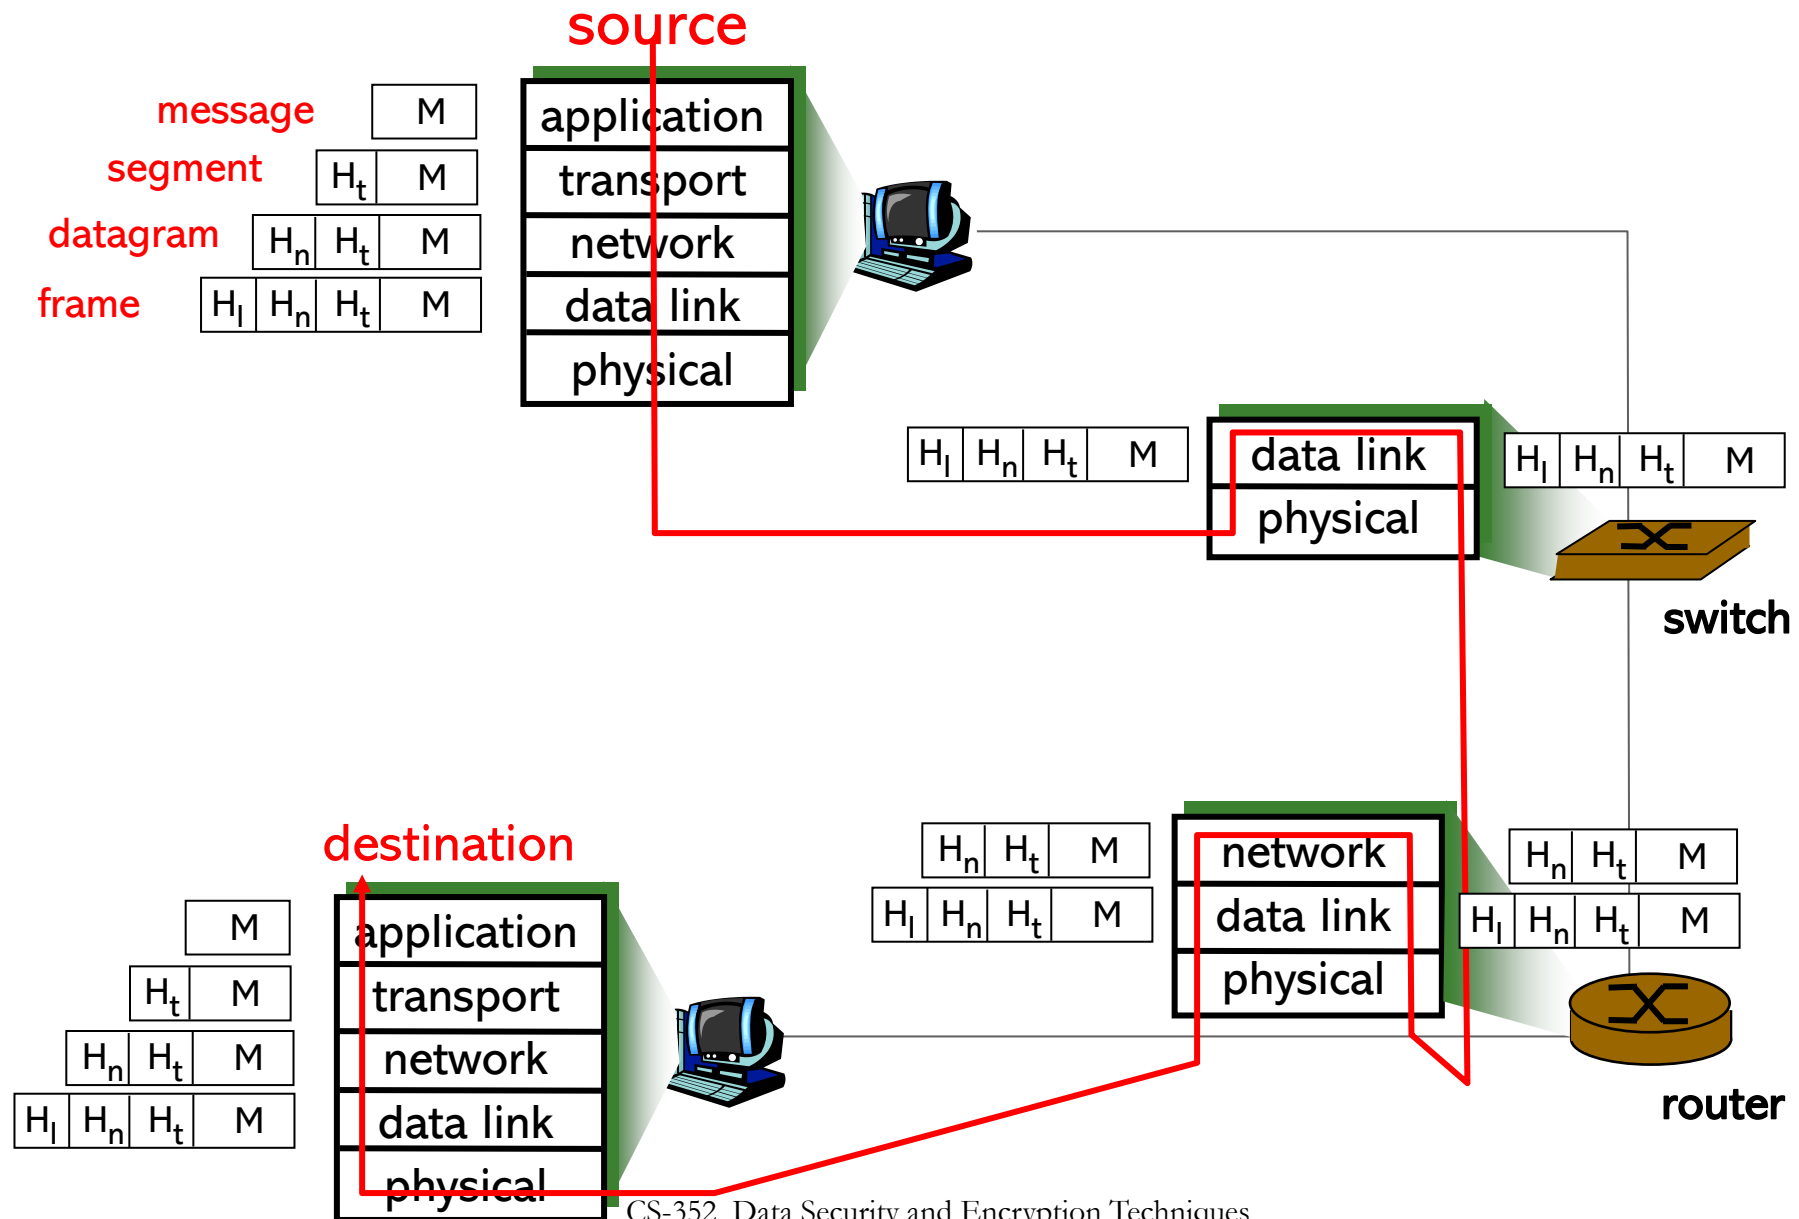 source
message M
segment Ht M
datagram Hn Ht M
frame Hl Hn Ht M
application
transport
network
data link
physical
Hl Hn Ht M
data link
physical
Hl Hn Ht M
switch
destination
M
Ht M
Hn Ht M
Hl Hn Ht M
application
transport
network
data link
physical
Hn Ht M
Hl Hn Ht M
network
data link
physical
Hn Ht M
Hl Hn Ht M
router
CS-352 Data Security and Encryption Techniques